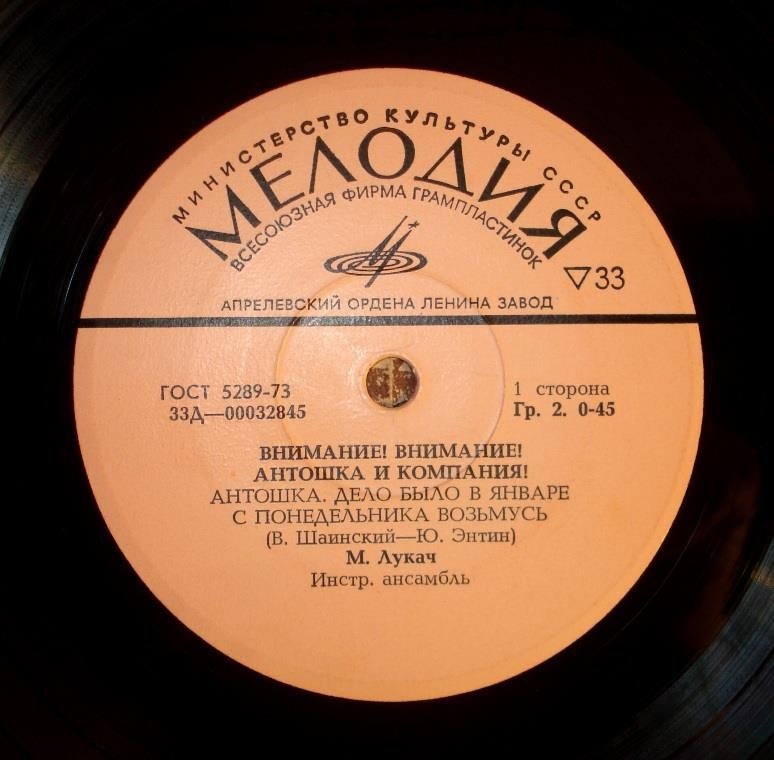 МИНИСТЕРСТВО КУЛЬТУРЫ СССР
МЕЛОДИЯ
ВСЕСОЮЗНАЯ ФИРМА ГРАМПЛАСТИНОК
▽33
АПРЕЛЕВСКИЙ ОРДЕНА ЛЕНИНА ЗАВОД
ГОСТ 5289-73
33Д—00032845
1 сторона
Гр. 2. 0-45
ВНИМАНИЕ! ВНИМАНИЕ!
АНТОШКА И КОМПАНИЯ!
АНТОШКА. ДЕЛО БЫЛО В ЯНВАРЕ
С ПОНЕДЕЛЬНИКА ВОЗЬМУСЬ
(В. Шаинский—Ю. Энтин)
М. Лукач
Инстр. ансамбль